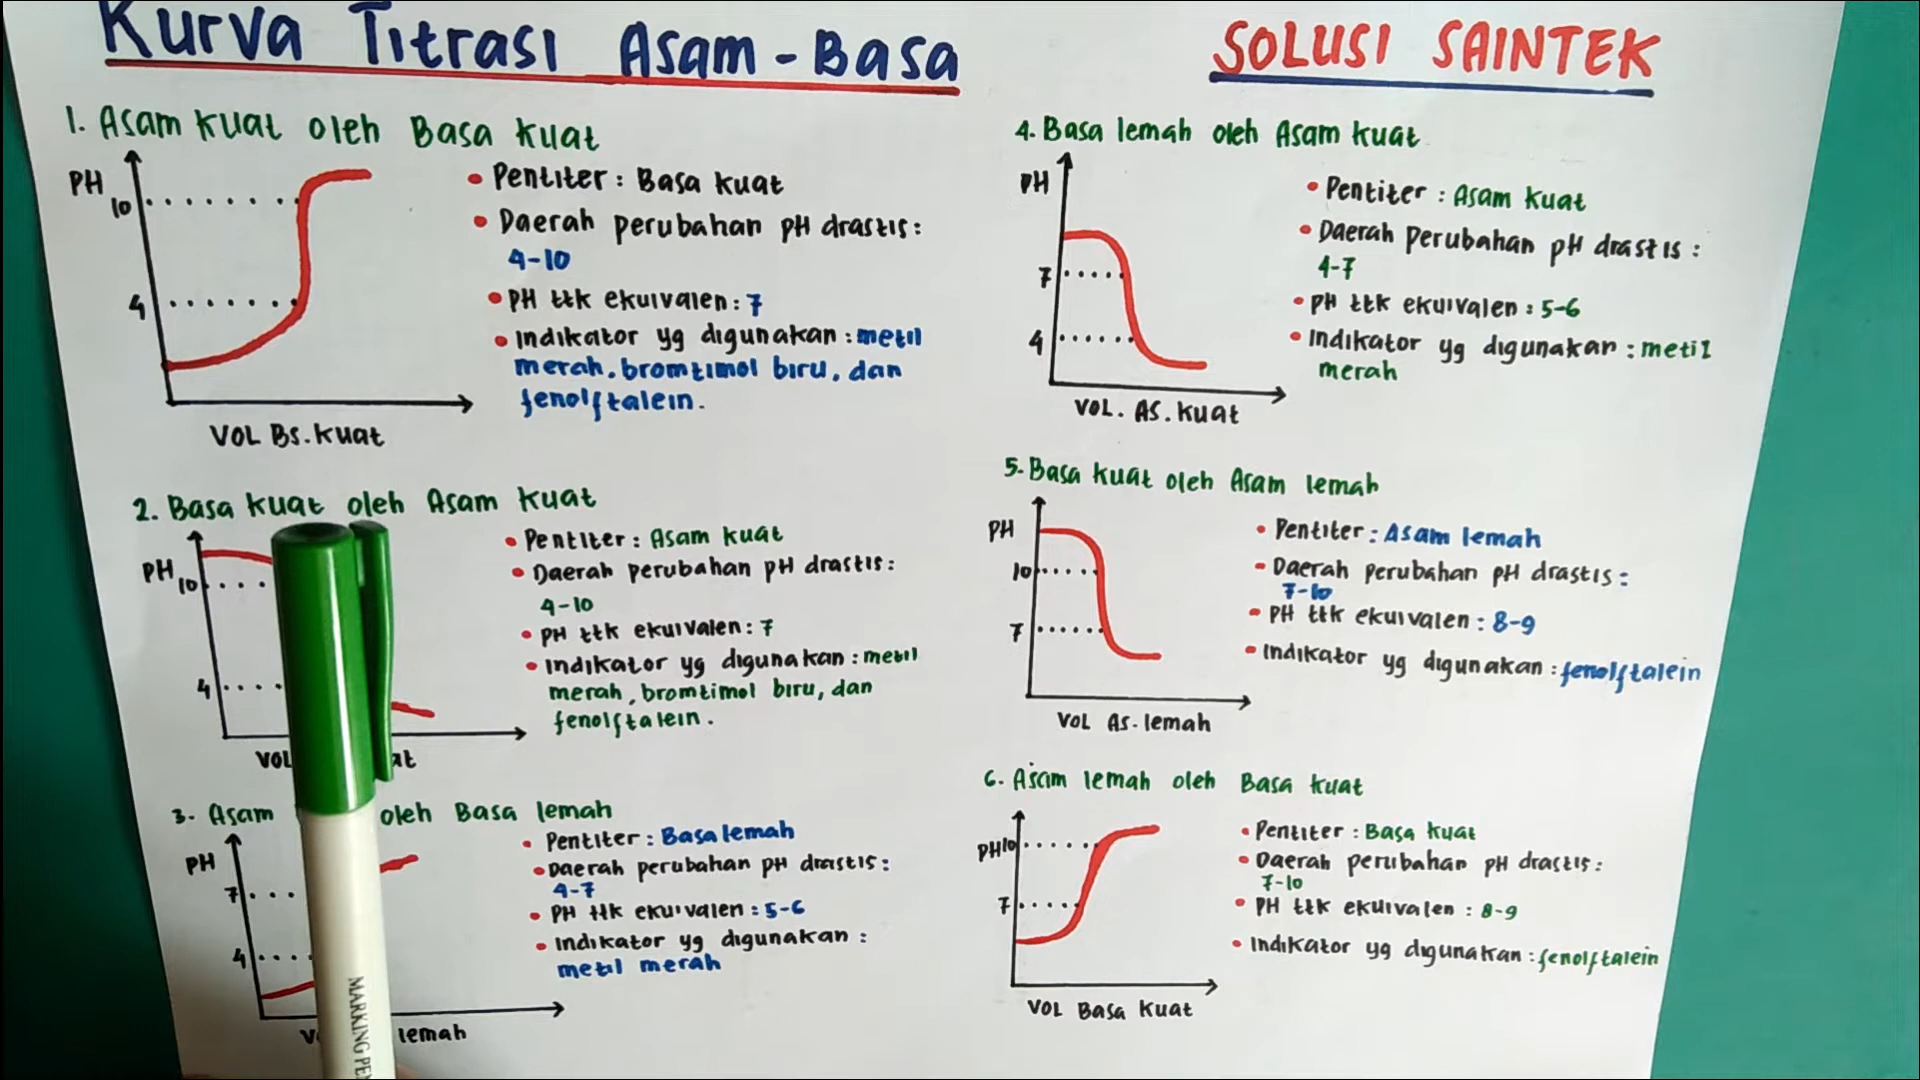 Kurva Titrasi Asam-Basa
SOLUSI SAINTEK
1. Asam Kuat oleh Basa Kuat
PH
10
4
VOL Bs. Kuat
• Pentiter : Basa Kuat
• Daerah perubahan pH drastis :
4-10
• PH ttk ekuivalen : 7
• Indikator yg digunakan : metil
merah, bromtimol biru, dan
fenolftalein.
2. Basa Kuat oleh Asam Kuat
PH
10
4
• Pentiter : Asam Kuat
• Daerah perubahan pH drastis :
4-10
• PH ttk ekuivalen : 7
• Indikator yg digunakan : metil
merah, bromtimol biru, dan
fenolftalein.
3. Asam oleh Basa lemah
PH
7
4
lemah
• Pentiter : Basa lemah
• Daerah perubahan pH drastis :
4-7
• PH ttk ekuivalen : 5-6
• Indikator yg digunakan :
metil merah
4. Basa lemah oleh Asam Kuat
PH
7
4
VOL. AS. Kuat
• Pentiter : Asam Kuat
• Daerah perubahan pH drastis :
4-7
• PH ttk ekuivalen : 5-6
• Indikator yg digunakan : metil
merah
5. Basa Kuat oleh Asam lemah
PH
10
7
VOL As. lemah
• Pentiter : Asam lemah
• Daerah perubahan pH drastis :
7-10
• PH ttk ekuivalen : 8-9
• Indikator yg digunakan : fenolftalein
6. Asam lemah oleh Basa Kuat
PH 10
7
VOL Basa Kuat
• Pentiter : Basa Kuat
• Daerah perubahan pH drastis :
7-10
• PH ttk ekuivalen : 8-9
• Indikator yg digunakan : fenolftalein
MARKING PE